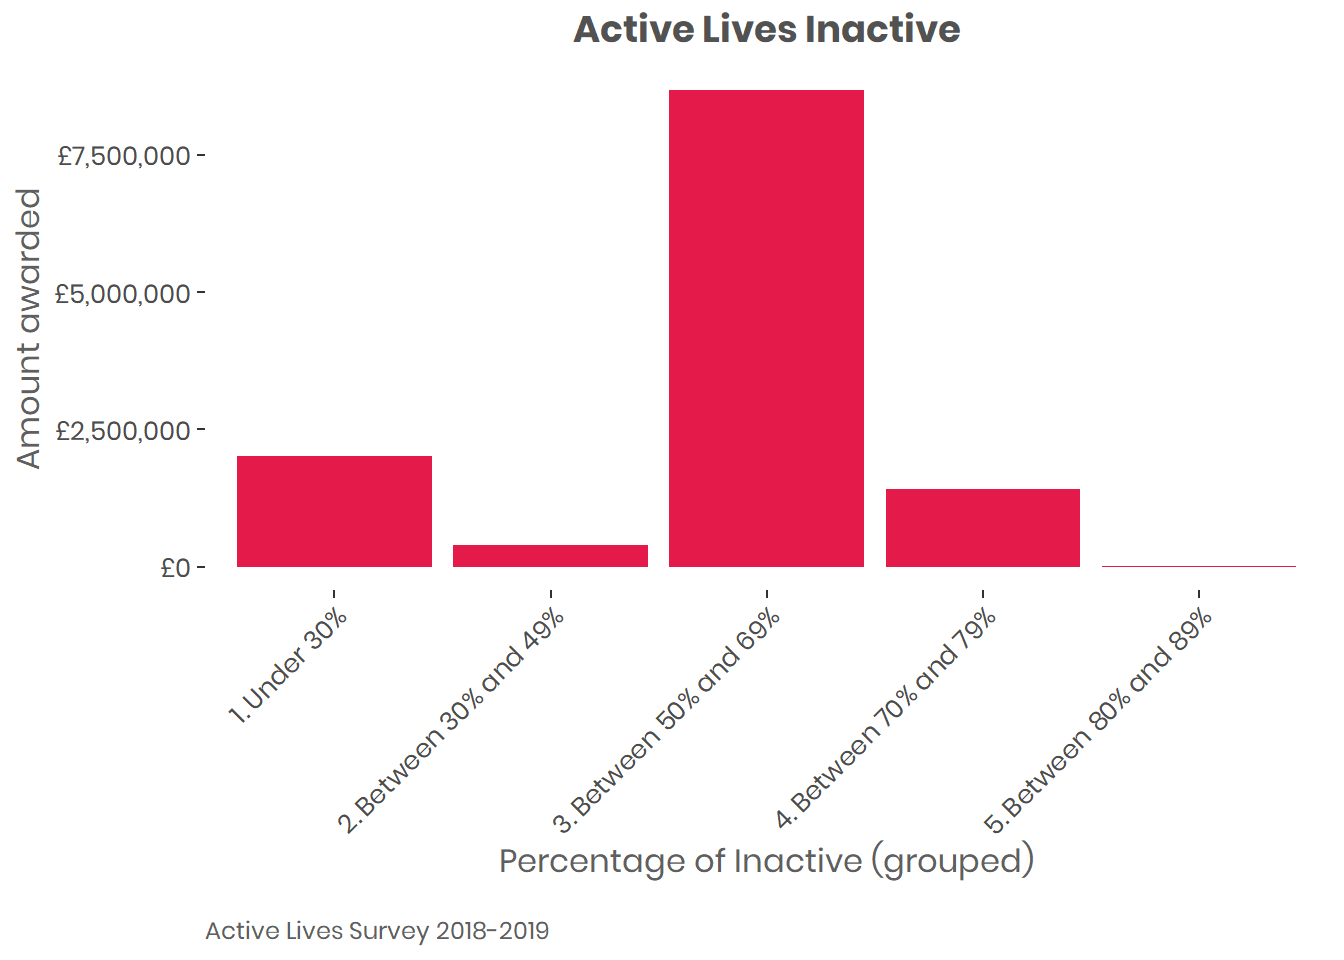 Active Lives Inactive
Amount awarded
£7,500,000
£5,000,000
£2,500,000
£0
1. Under 30%
2. Between 30% and 49%
3. Between 50% and 69%
4. Between 70% and 79%
5. Between 80% and 89%
Percentage of Inactive (grouped)
Active Lives Survey 2018-2019